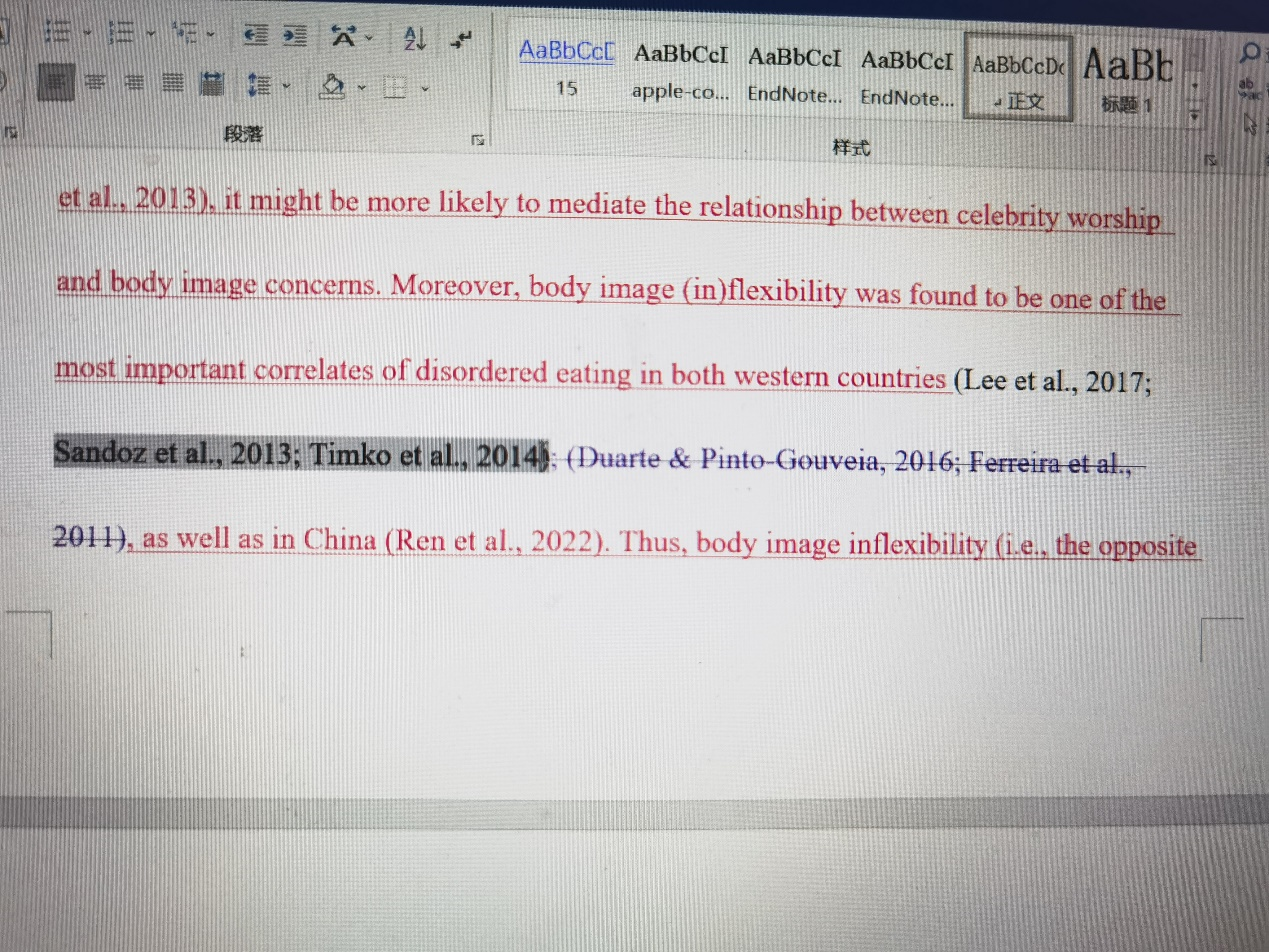 AaBbCcD AaBbCcI AaBbCcI AaBbCcI AaBbCcDc AaBb
15 apple-co... EndNote... EndNote... 正文 标题 1
段落 样式
et al., 2013), it might be more likely to mediate the relationship between celebrity worship
and body image concerns. Moreover, body image (in)flexibility was found to be one of the
most important correlates of disordered eating in both western countries (Lee et al., 2017;
Sandoz et al., 2013; Timko et al., 2014); (Duarte & Pinto-Gouveia, 2016; Ferreira et al.,
2011), as well as in China (Ren et al., 2022). Thus, body image inflexibility (i.e., the opposite